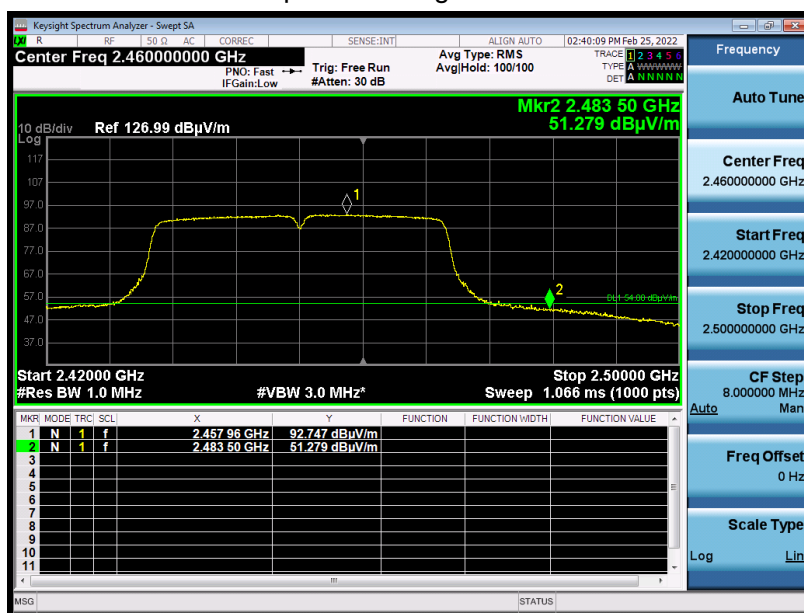 Keysight Spectrum Analyzer - Swept SA
LXI R RF 50 Ω AC CORREC SENSE:INT ALIGN AUTO 02:40:09 PM Feb 25, 2022
Center Freq 2.460000000 GHz
PNO: Fast
IFGain:Low
Trig: Free Run
#Atten: 30 dB
Avg Type: RMS
Avg|Hold: 100/100
TRACE 1 2 3 4 5 6
TYPE A WWWWW
DET A N N N N N
Mkr2 2.483 50 GHz
51.279 dBµV/m
10 dB/div Ref 126.99 dBµV/m
Log
117
107
97.0
87.0
77.0
67.0
57.0
47.0
37.0
1
2
DL1 54.00 dBµV/m
Start 2.42000 GHz Stop 2.50000 GHz
#Res BW 1.0 MHz #VBW 3.0 MHz* Sweep 1.066 ms (1000 pts)
MKR MODE TRC SCL X Y FUNCTION FUNCTION WIDTH FUNCTION VALUE
1 N 1 f 2.457 96 GHz 92.747 dBµV/m
2 N 1 f 2.483 50 GHz 51.279 dBµV/m
3
4
5
6
7
8
9
10
11
MSG STATUS
Frequency
Auto Tune
Center Freq
2.460000000 GHz
Start Freq
2.420000000 GHz
Stop Freq
2.500000000 GHz
CF Step
8.000000 MHz
Auto Man
Freq Offset
0 Hz
Scale Type
Log Lin